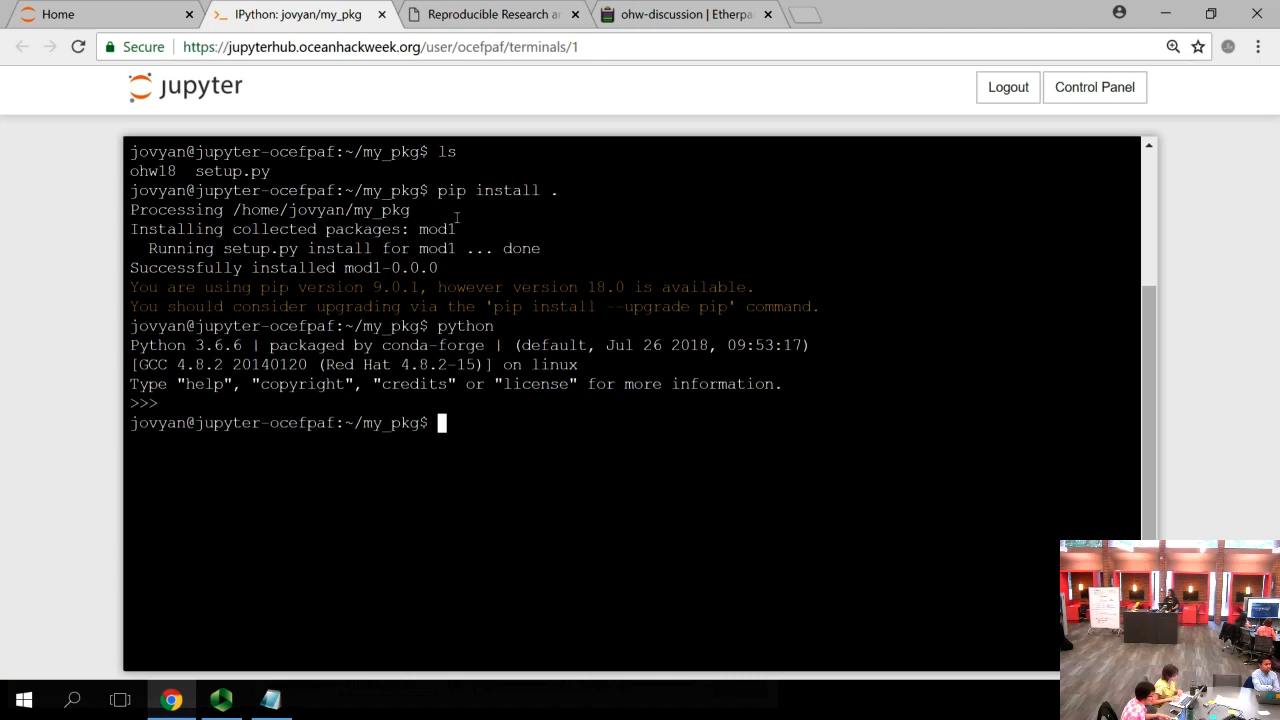 Home
IPython: jovyan/my_pkg
Reproducible Research ar
ohw-discussion | Etherpa
Secure
https://jupyterhub.oceanhackweek.org/user/ocefpaf/terminals/1
jupyter
Logout
Control Panel
jovyan@jupyter-ocefpaf:~/my_pkg$ ls
ohw18  setup.py
jovyan@jupyter-ocefpaf:~/my_pkg$ pip install .
Processing /home/jovyan/my_pkg
Installing collected packages: mod1
  Running setup.py install for mod1 ... done
Successfully installed mod1-0.0.0
You are using pip version 9.0.1, however version 18.0 is available.
You should consider upgrading via the 'pip install --upgrade pip' command.
jovyan@jupyter-ocefpaf:~/my_pkg$ python
Python 3.6.6 | packaged by conda-forge | (default, Jul 26 2018, 09:53:17)
[GCC 4.8.2 20140120 (Red Hat 4.8.2-15)] on linux
Type "help", "copyright", "credits" or "license" for more information.
>>>
jovyan@jupyter-ocefpaf:~/my_pkg$